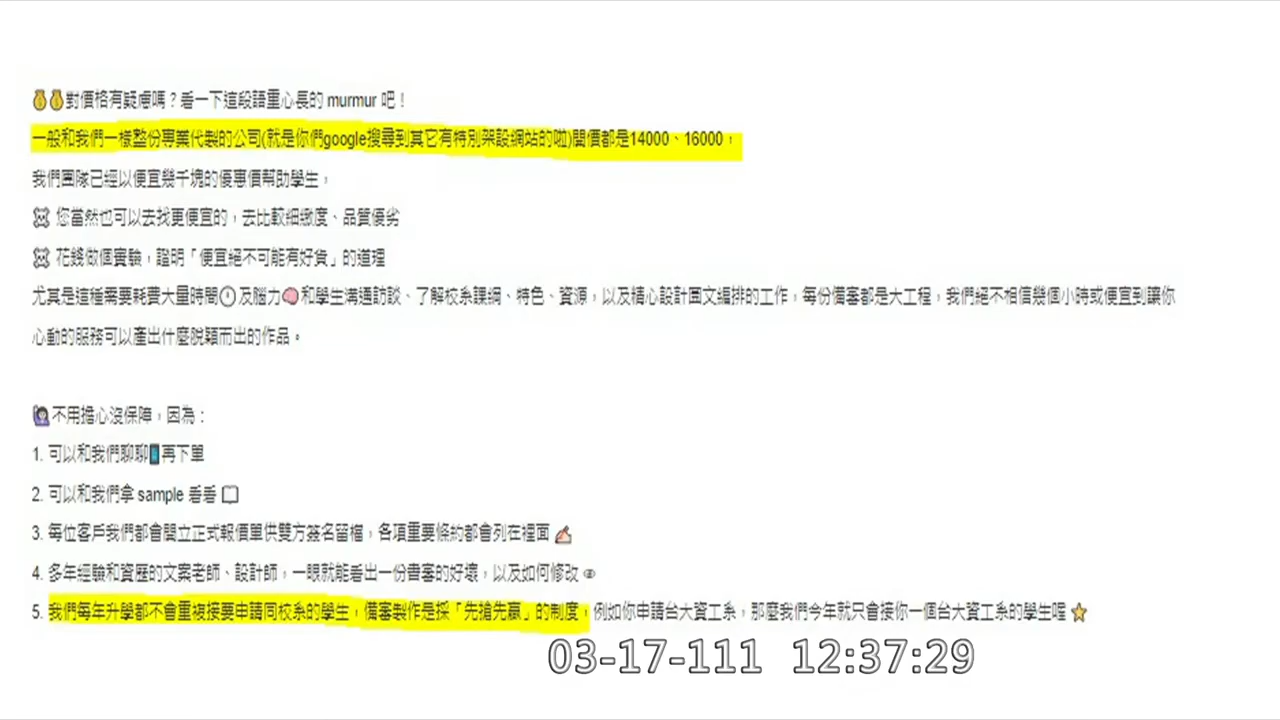 對價格有疑慮嗎？看一下這段語重心長的 murmur 吧！
一般和我們一樣整份專業代製的公司(就是你們google搜尋到其它有特別架設網站的啦)開價都是14000、16000，
我們團隊已經以便宜幾千塊的優惠價幫助學生，
您當然也可以去找更便宜的，去比較細緻度、品質優劣
花錢做個實驗，證明「便宜絕不可能有好貨」的道理
尤其是這種需要耗費大量時間及腦力和學生溝通訪談、了解校系課綱、特色、資源，以及精心設計圖文編排的工作，每份備審都是大工程，我們絕不相信幾個小時或便宜到讓你
心動的服務可以產出什麼脫穎而出的作品。
不用擔心沒保障，因為：
1. 可以和我們聊聊再下單
2. 可以和我們拿 sample 看看
3. 每位客戶我們都會開立正式報價單供雙方簽名留檔，各項重要條約都會列在裡面
4. 多年經驗和資歷的文案老師、設計師，一眼就能看出一份書審的好壞，以及如何修改
5. 我們每年升學都不會重複接要申請同校系的學生，備審製作是採「先搶先贏」的制度，例如你申請台大資工系，那麼我們今年就只會接你一個台大資工系的學生喔
03-17-111 12:37:29